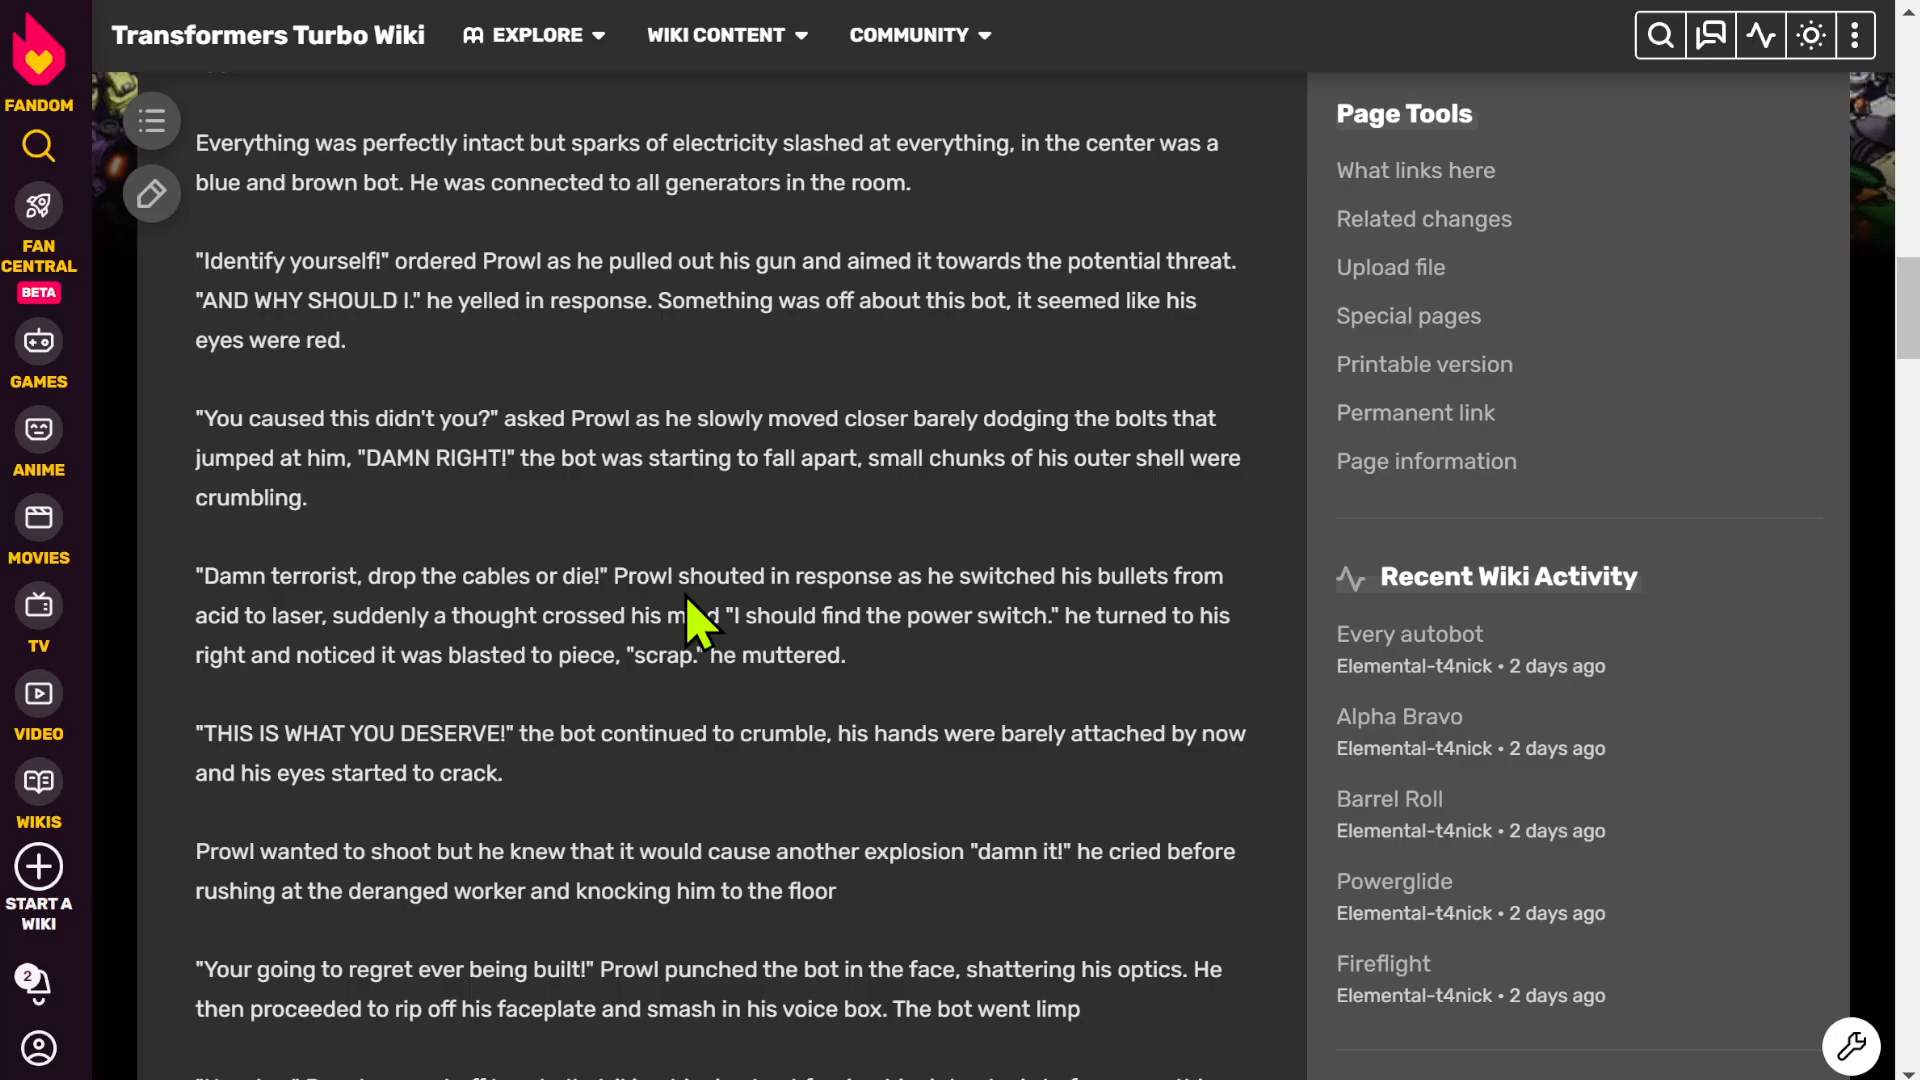 Transformers Turbo Wiki
EXPLORE
WIKI CONTENT
COMMUNITY
FANDOM
FAN CENTRAL
BETA
GAMES
ANIME
MOVIES
TV
VIDEO
WIKIS
START A WIKI
2
Everything was perfectly intact but sparks of electricity slashed at everything, in the center was a
blue and brown bot. He was connected to all generators in the room.
"Identify yourself!" ordered Prowl as he pulled out his gun and aimed it towards the potential threat.
"AND WHY SHOULD I." he yelled in response. Something was off about this bot, it seemed like his
eyes were red.
"You caused this didn't you?" asked Prowl as he slowly moved closer barely dodging the bolts that
jumped at him, "DAMN RIGHT!" the bot was starting to fall apart, small chunks of his outer shell were
crumbling.
"Damn terrorist, drop the cables or die!" Prowl shouted in response as he switched his bullets from
acid to laser, suddenly a thought crossed his "I should find the power switch." he turned to his
right and noticed it was blasted to piece, "scrap." he muttered.
"THIS IS WHAT YOU DESERVE!" the bot continued to crumble, his hands were barely attached by now
and his eyes started to crack.
Prowl wanted to shoot but he knew that it would cause another explosion "damn it!" he cried before
rushing at the deranged worker and knocking him to the floor
"Your going to regret ever being built!" Prowl punched the bot in the face, shattering his optics. He
then proceeded to rip off his faceplate and smash in his voice box. The bot went limp
Page Tools
What links here
Related changes
Upload file
Special pages
Printable version
Permanent link
Page information
Recent Wiki Activity
Every autobot
Elemental-t4nick • 2 days ago
Alpha Bravo
Elemental-t4nick • 2 days ago
Barrel Roll
Elemental-t4nick • 2 days ago
Powerglide
Elemental-t4nick • 2 days ago
Fireflight
Elemental-t4nick • 2 days ago